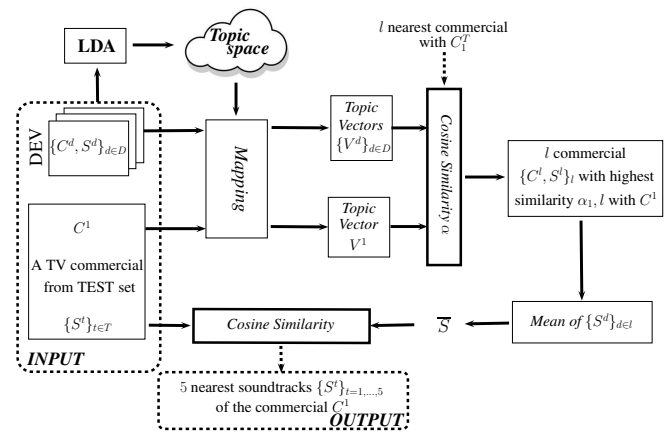 LDA
Topic
space
l nearest commercial
with C_1^T
DEV
{C^d, S^d}_{d∈D}
Mapping
Topic
Vectors
{V^d}_{d∈D}
Cosine Similarity α
l commercial
{C^l, S^l}_l with highest
similarity α_1, l with C^1
C^1
A TV commercial
from TEST set
{S^t}_{t∈T}
INPUT
Topic
Vector
V^1
Cosine Similarity
S̅
Mean of {S^d}_{d∈l}
5 nearest soundtracks {S^t}_{t=1,...,5}
of the commercial C^1
OUTPUT